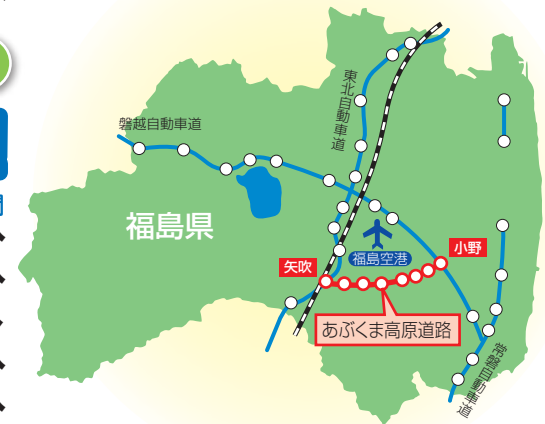 磐越自動車道
東北自動車道
福島県
福島空港
矢吹
小野
あぶくま高原道路
常磐自動車道